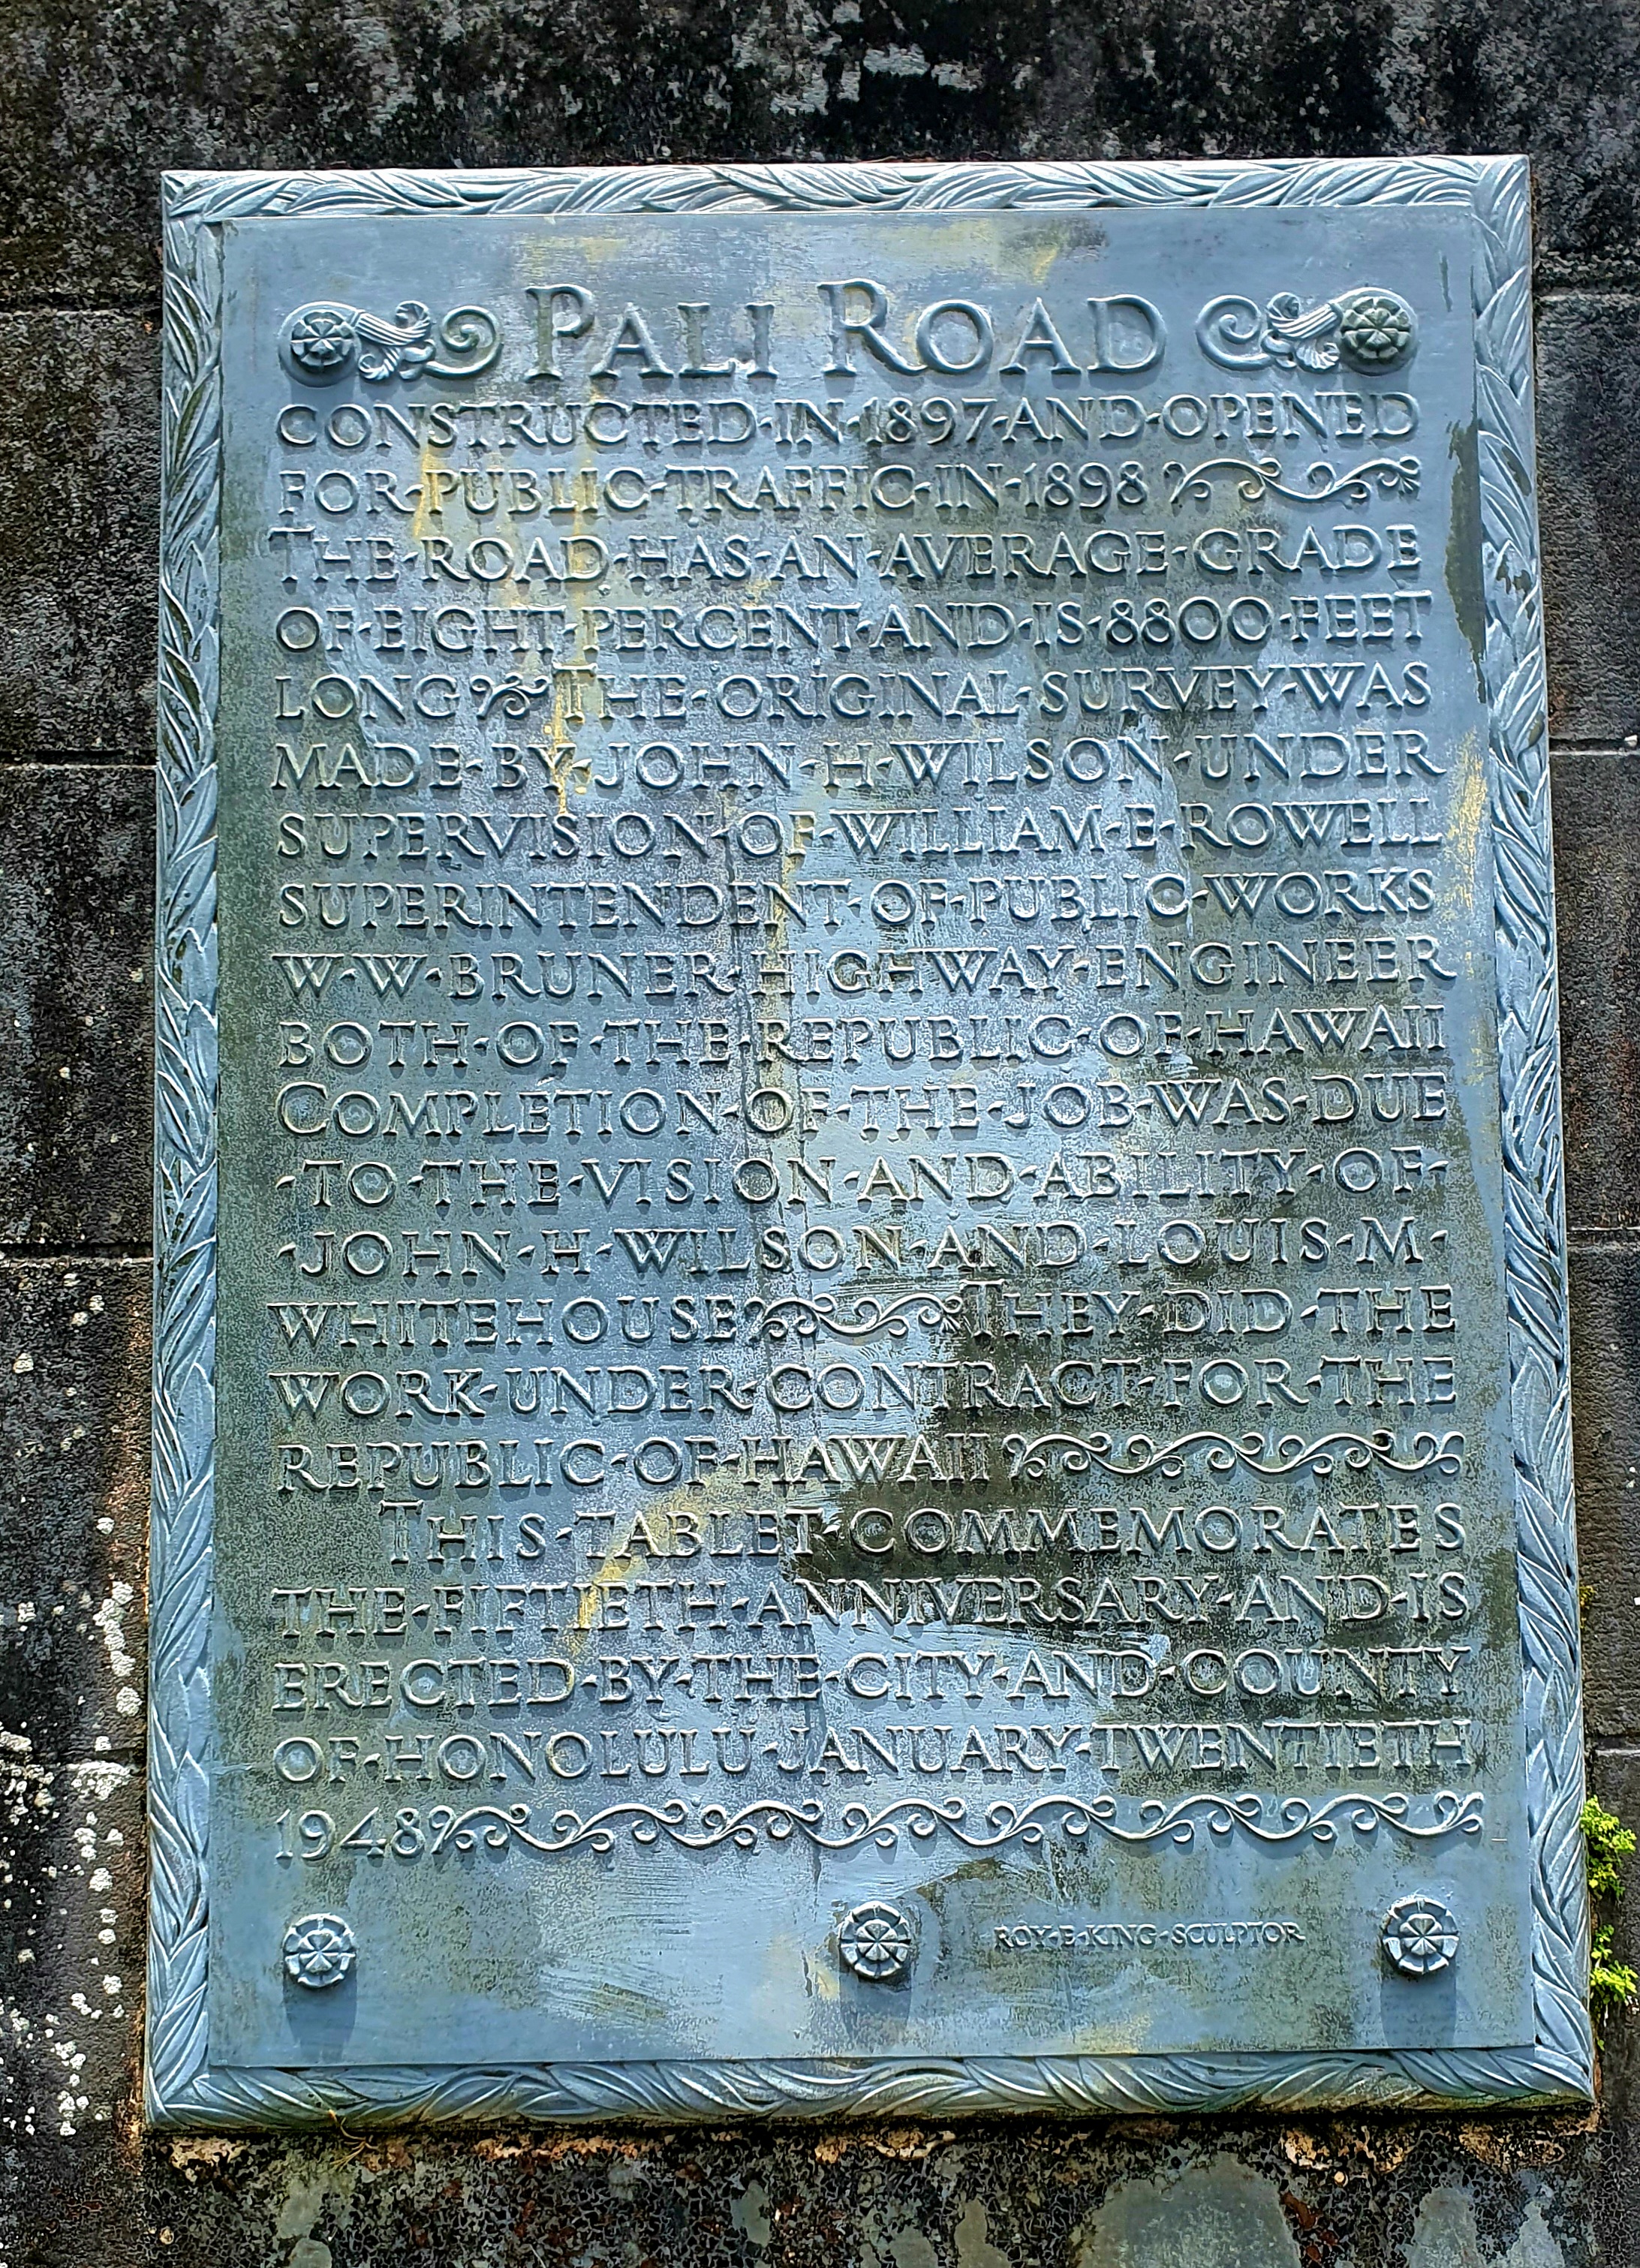 PALI ROAD
CONSTRUCTED·IN·1897·AND·OPENED
FOR·PUBLIC·TRAFFIC·IN·1898
THE·ROAD·HAS·AN·AVERAGE·GRADE
OF·EIGHT·PERCENT·AND·IS·8800·FEET
LONG THE·ORIGINAL·SURVEY·WAS
MADE·BY·JOHN·H·WILSON·UNDER
SUPERVISION·OF·WILLIAM·E·ROWELL
SUPERINTENDENT·OF·PUBLIC·WORKS
W·W·BRUNER·HIGHWAY·ENGINEER
BOTH·OF·THE·REPUBLIC·OF·HAWAII
COMPLETION·OF·THE·JOB·WAS·DUE
·TO·THE·VISION·AND·ABILITY·OF·
·JOHN·H·WILSON·AND·LOUIS·M·
WHITEHOUSE THEY·DID·THE
WORK·UNDER·CONTRACT·FOR·THE
REPUBLIC·OF·HAWAII
THIS·TABLET·COMMEMORATES
THE·FIFTIETH·ANNIVERSARY·AND·IS
ERECTED·BY·THE·CITY·AND·COUNTY
OF·HONOLULU·JANUARY·TWENTIETH
1948
ROY·E·KING·SCULPTOR